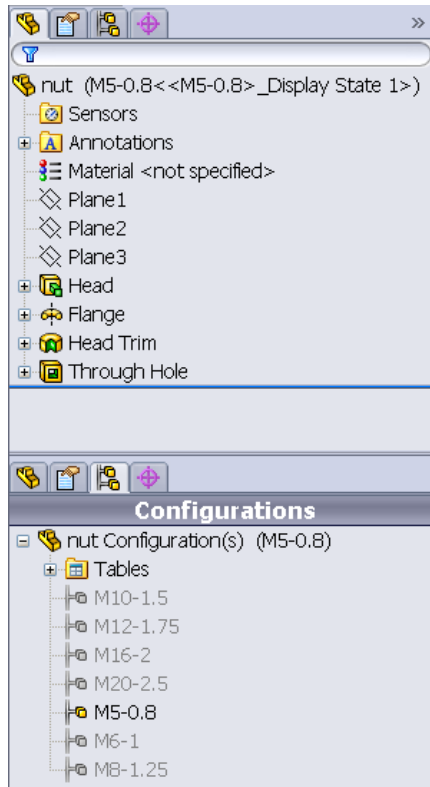 »
nut (M5-0.8<<M5-0.8>_Display State 1>)
Sensors
A Annotations
Material <not specified>
Plane1
Plane2
Plane3
Head
Flange
Head Trim
Through Hole
Configurations
nut Configuration(s) (M5-0.8)
Tables
M10-1.5
M12-1.75
M16-2
M20-2.5
M5-0.8
M6-1
M8-1.25